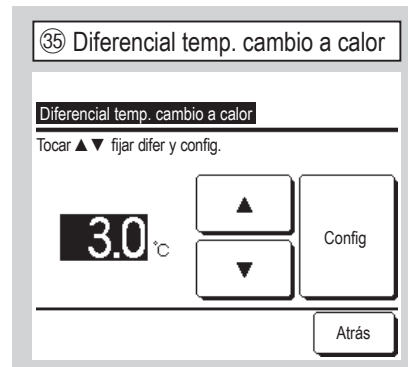 ㉟ Diferencial temp. cambio a calor
Diferencial temp. cambio a calor
Tocar ▲▼ fijar difer y config.
▲
3.0 °C
Config
▼
Atrás